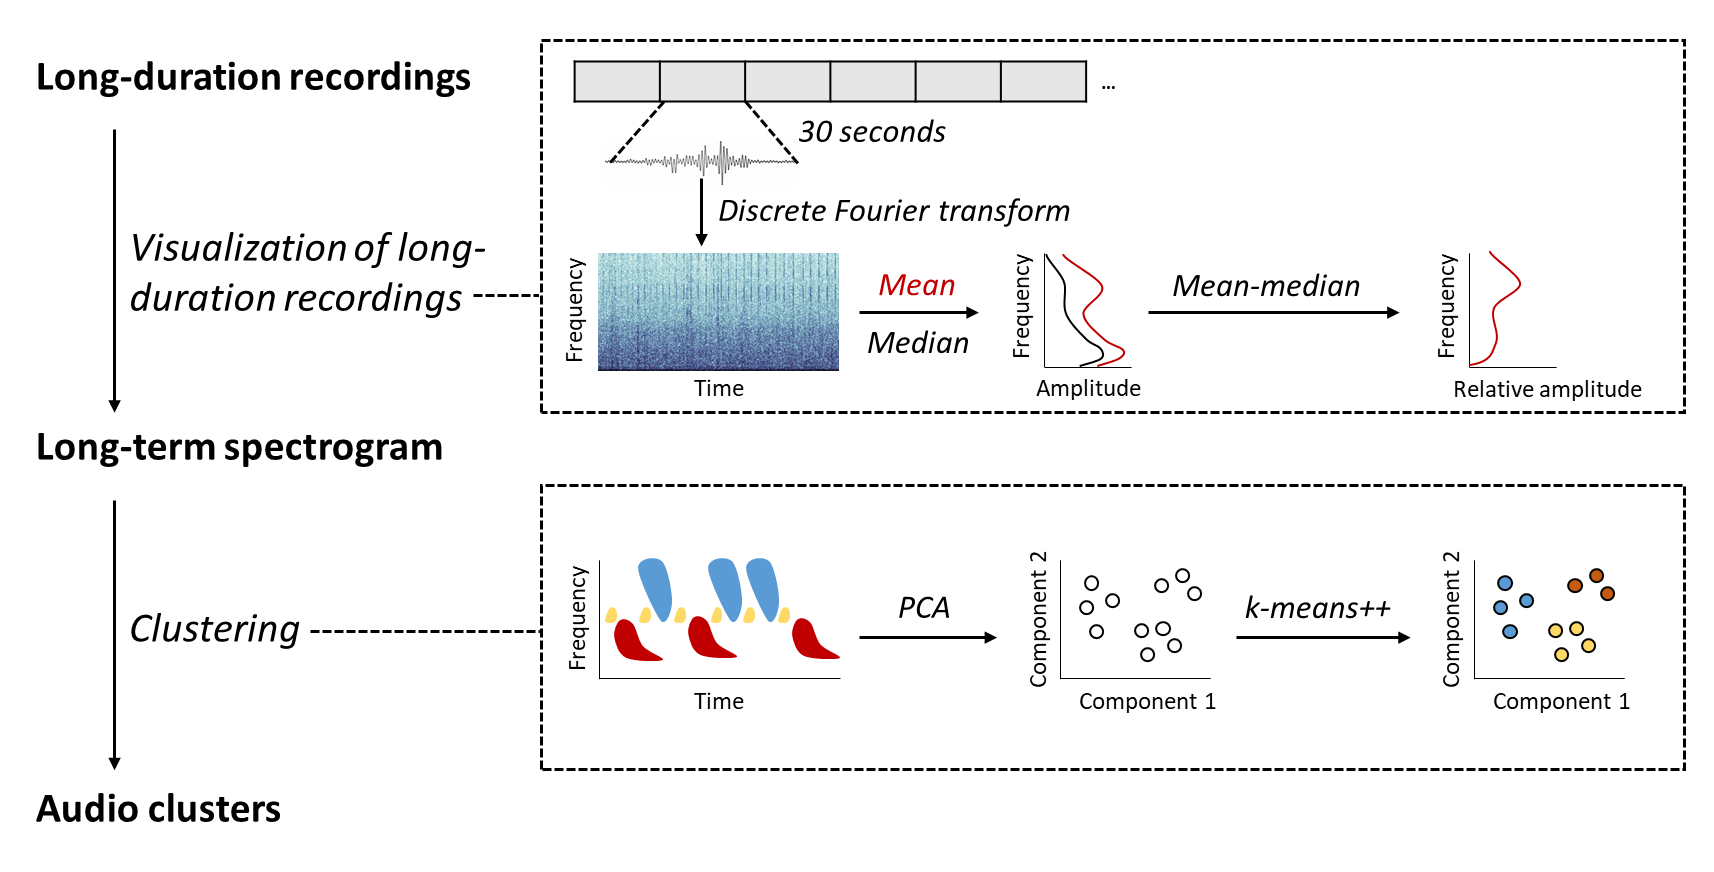 Long-duration recordings
...
30 seconds
Discrete Fourier transform
Visualization of long-
duration recordings
Frequency
Time
Mean
Median
Frequency
Amplitude
Mean-median
Frequency
Relative amplitude
Long-term spectrogram
Clustering
Frequency
Time
PCA
Component 2
Component 1
k-means++
Component 2
Component 1
Audio clusters